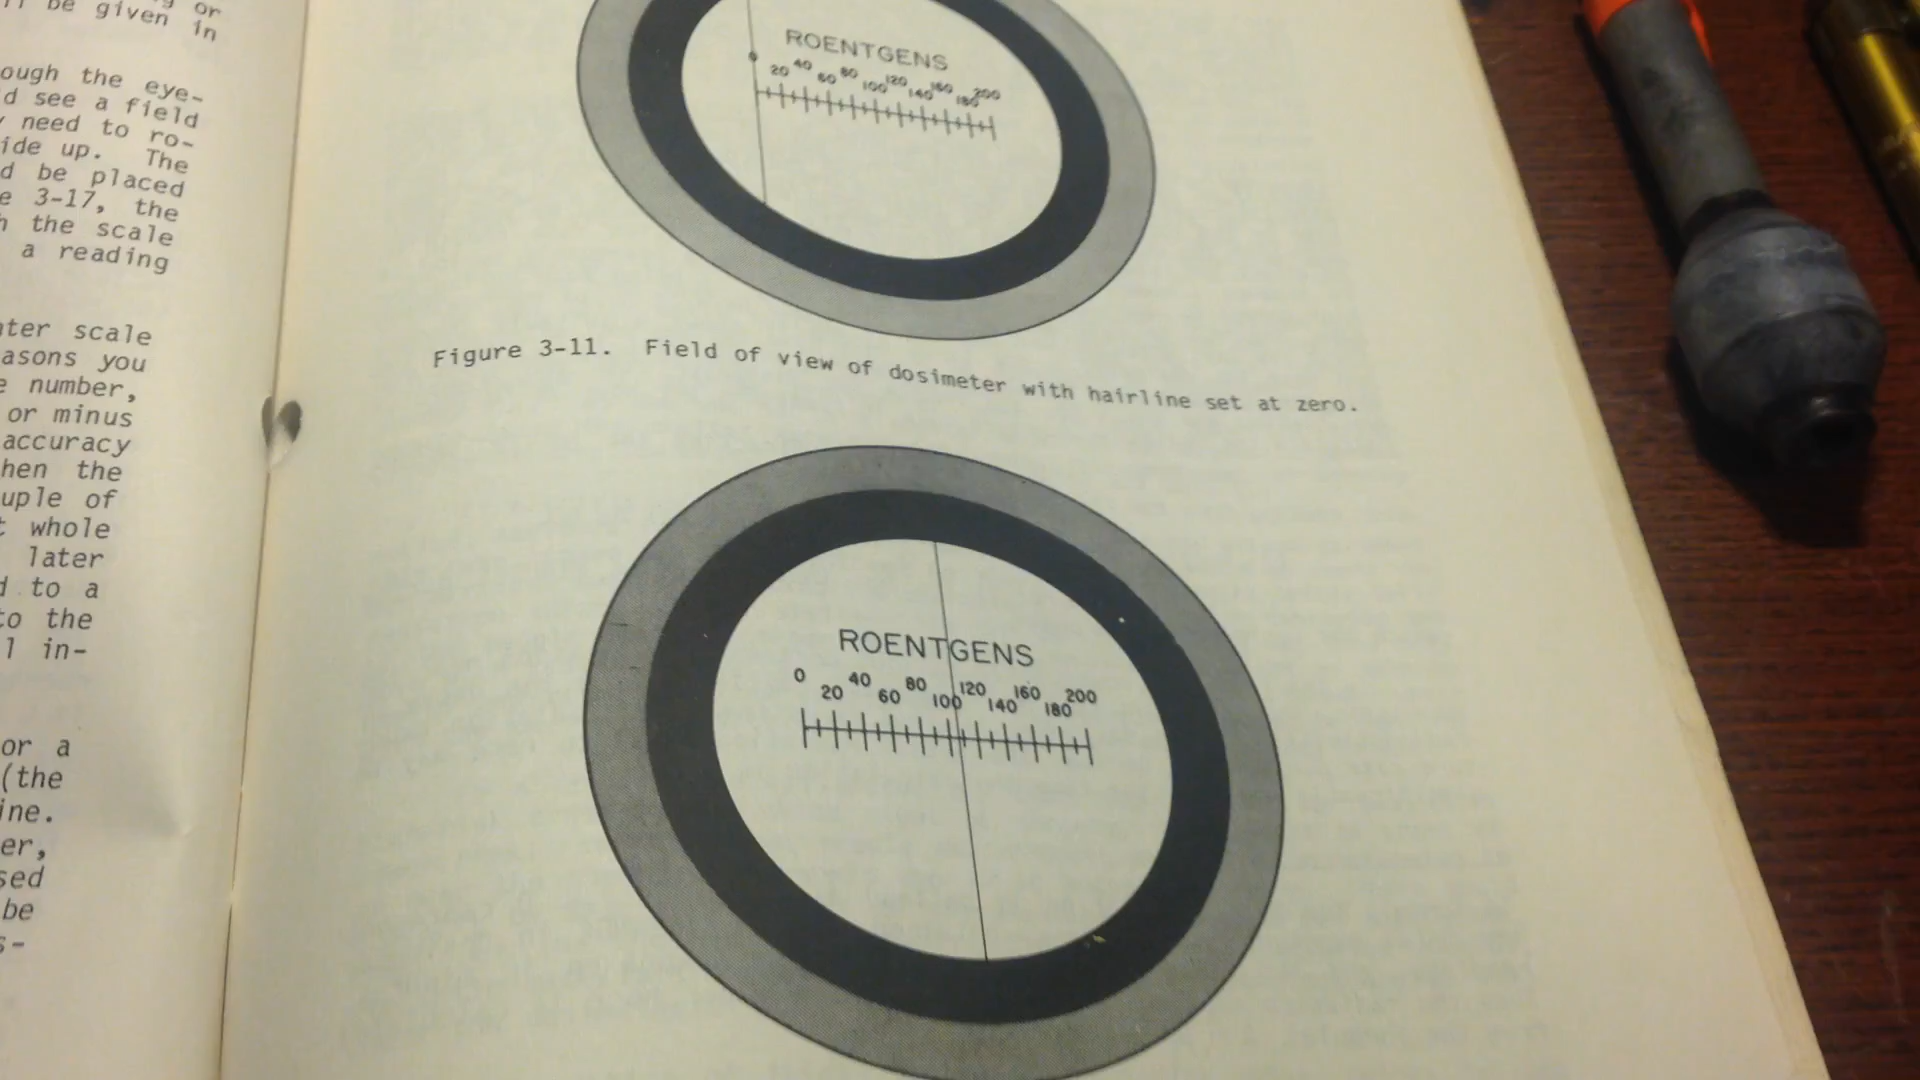 or
be given in
ough the eye-
d see a field
need to ro-
ide up. The
d be placed
e 3-17, the
h the scale
a reading
ter scale
asons you
e number,
or minus
accuracy
hen the
uple of
whole
later
d to a
to the
l in-
or a
(the
ine.
er,
sed
be
s-
ROENTGENS
0 20 40 60 80 100 120 140 160 180 200
Figure 3-11. Field of view of dosimeter with hairline set at zero.
ROENTGENS
0 20 40 60 80 100 120 140 160 180 200